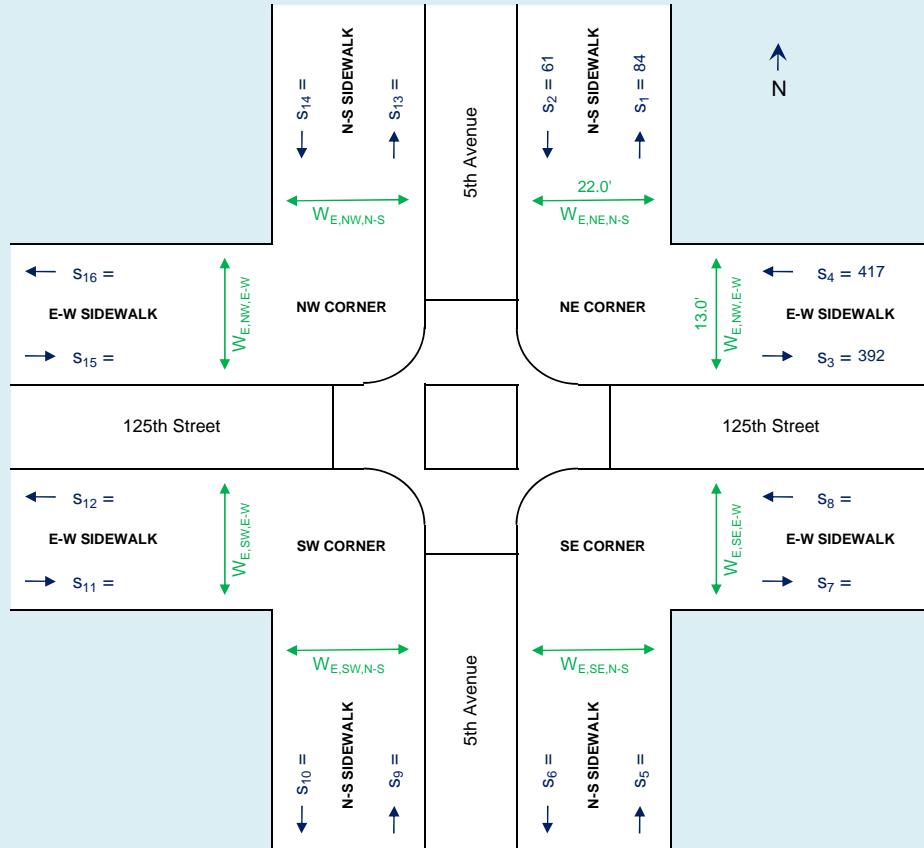 s14 =
N-S SIDEWALK
s13 =
5th Avenue
s2 = 61
N-S SIDEWALK
s1 = 84
N
WE,NW,N-S
22.0'
WE,NE,N-S
s16 =
E-W SIDEWALK
s15 =
WE,NW,E-W
NW CORNER
NE CORNER
13.0'
WE,NW,E-W
s4 = 417
E-W SIDEWALK
s3 = 392
125th Street
125th Street
s12 =
E-W SIDEWALK
s11 =
WE,SW,E-W
SW CORNER
SE CORNER
WE,SE,E-W
s8 =
E-W SIDEWALK
s7 =
WE,SW,N-S
WE,SE,N-S
s10 =
N-S SIDEWALK
s9 =
5th Avenue
s6 =
N-S SIDEWALK
s5 =